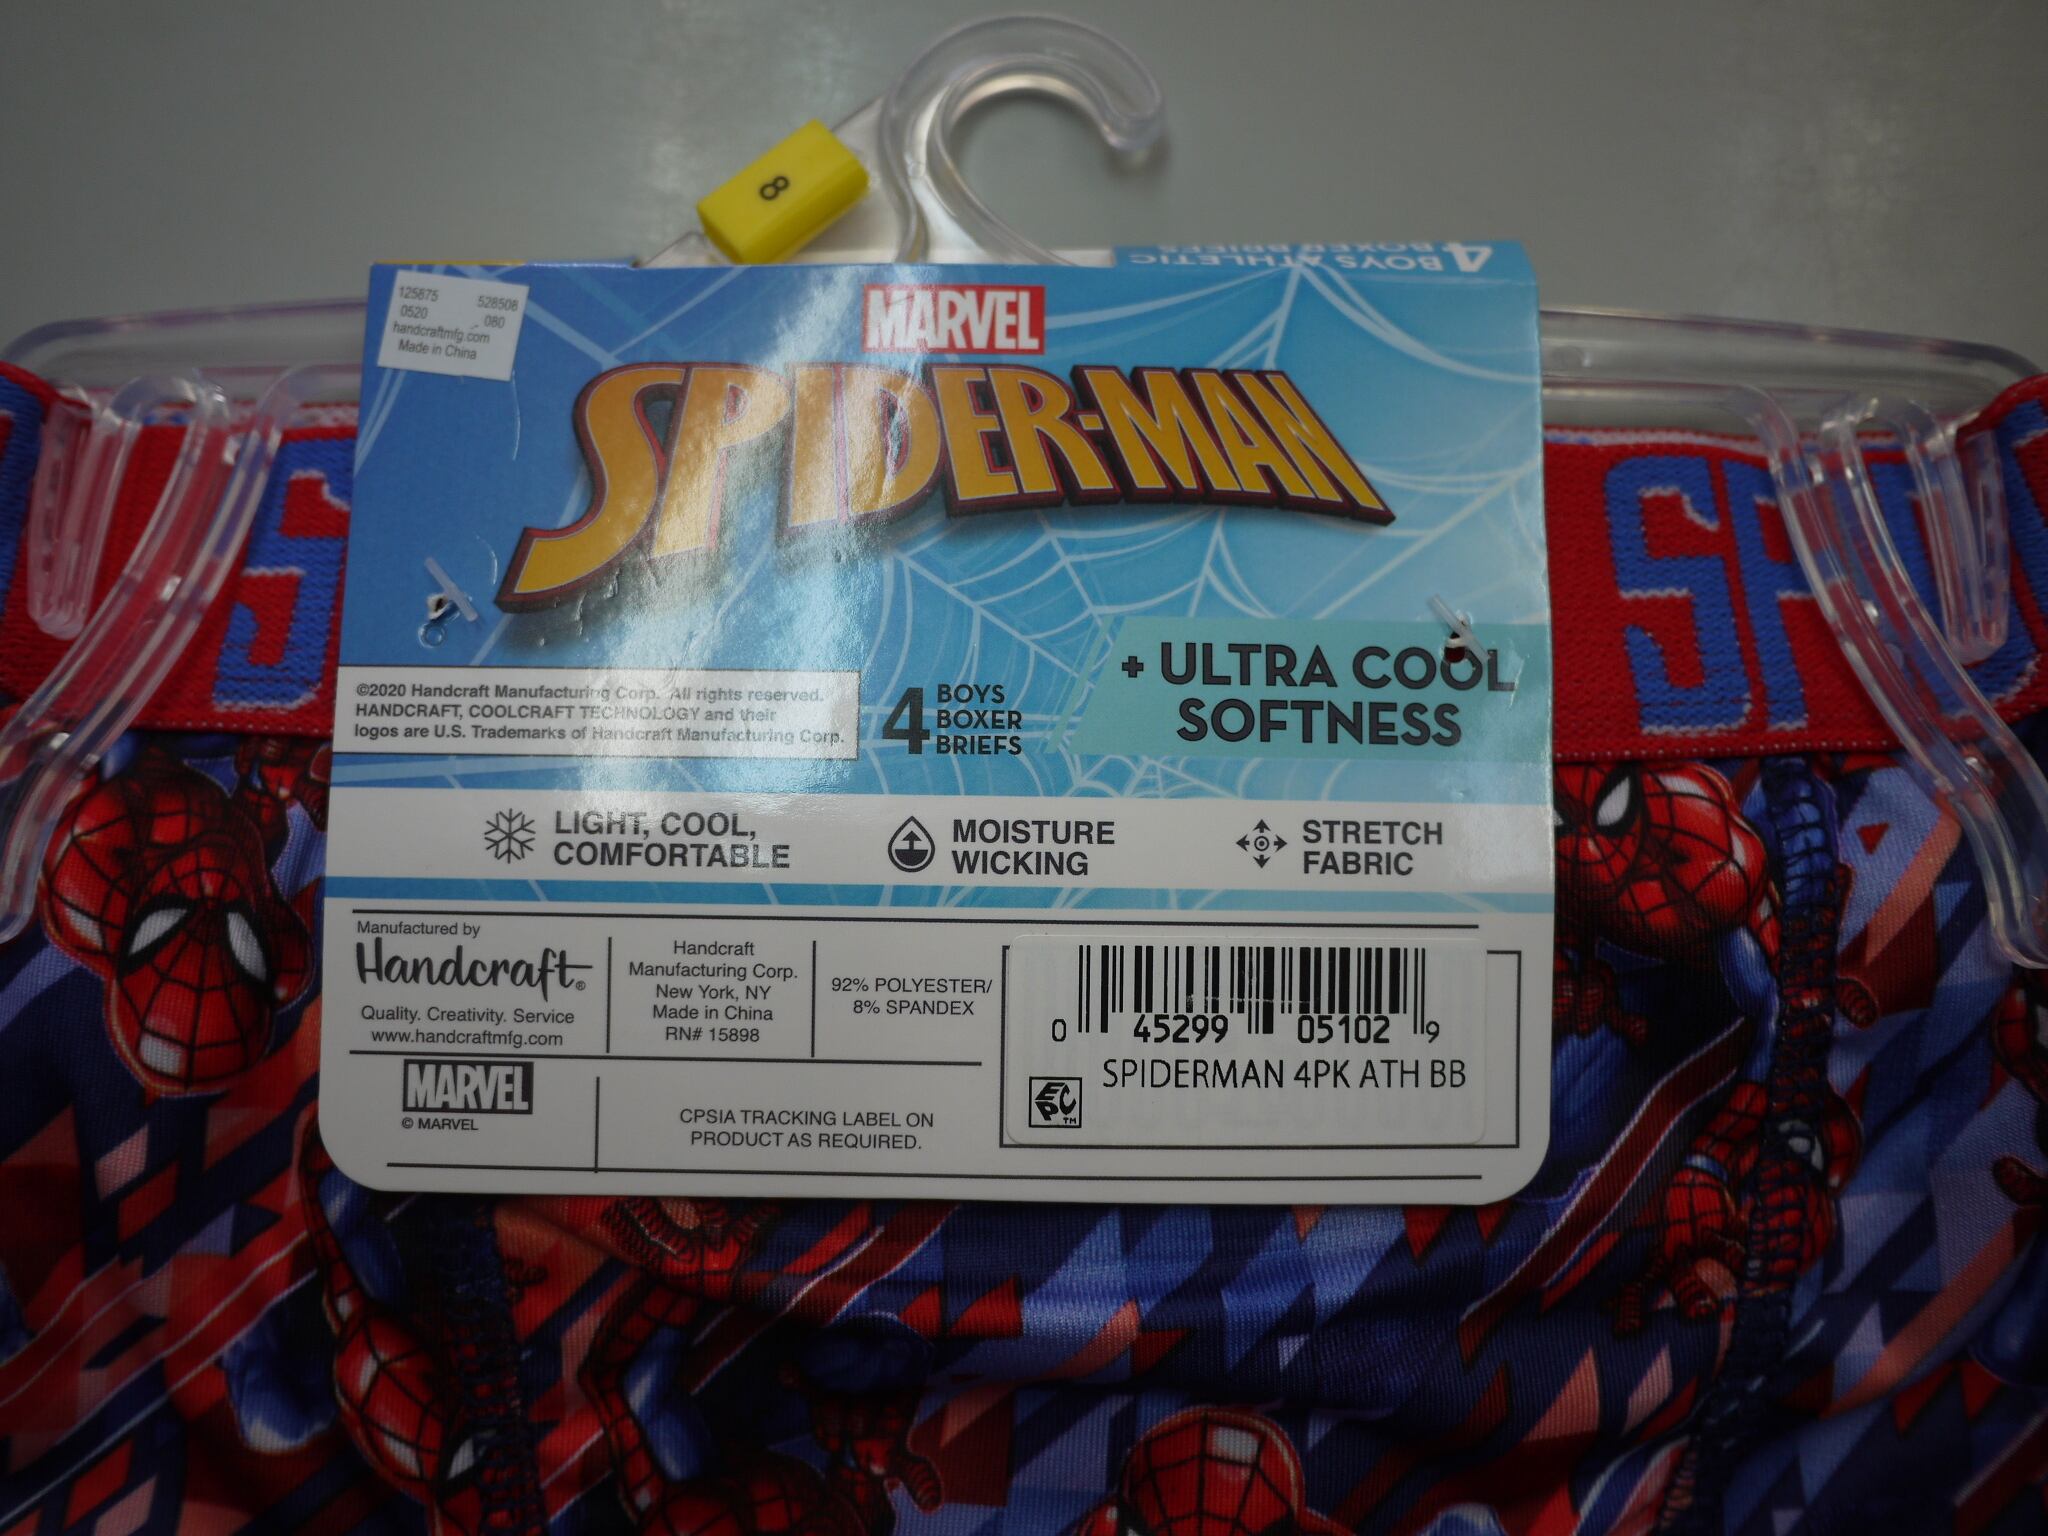 8
4 BOYS ATHLETIC
BOXER BRIEFS
125875 528508
0520 080
handcraftmfg.com
Made in China
MARVEL
SPIDER-MAN
S
SP
+ ULTRA COOL
SOFTNESS
©2020 Handcraft Manufacturing Corp. All rights reserved.
HANDCRAFT, COOLCRAFT TECHNOLOGY and their
logos are U.S. Trademarks of Handcraft Manufacturing Corp.
4 BOYS
BOXER
BRIEFS
LIGHT, COOL,
COMFORTABLE
MOISTURE
WICKING
STRETCH
FABRIC
Manufactured by
Handcraft®
Quality. Creativity. Service
www.handcraftmfg.com
Handcraft
Manufacturing Corp.
New York, NY
Made in China
RN# 15898
92% POLYESTER/
8% SPANDEX
0 45299 05102 9
SPIDERMAN 4PK ATH BB
EPC™
MARVEL
© MARVEL
CPSIA TRACKING LABEL ON
PRODUCT AS REQUIRED.